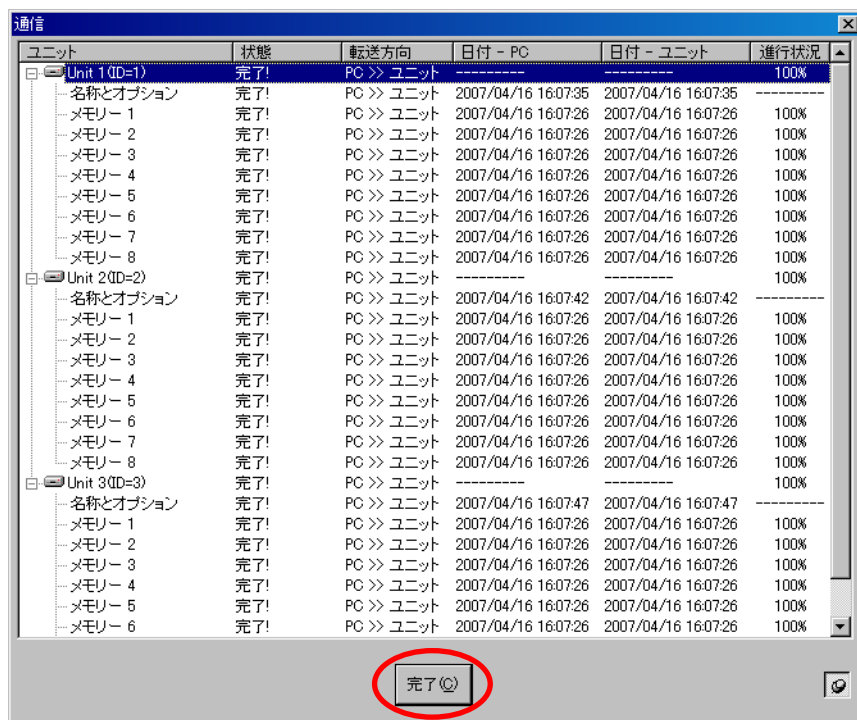 通信
ユニット 状態 転送方向 日付 - PC 日付 - ユニット 進行状況
Unit 1(ID=1) 完了! PC >> ユニット --------- --------- 100%
名称とオプション 完了! PC >> ユニット 2007/04/16 16:07:35 2007/04/16 16:07:35 ---------
メモリー 1 完了! PC >> ユニット 2007/04/16 16:07:26 2007/04/16 16:07:26 100%
メモリー 2 完了! PC >> ユニット 2007/04/16 16:07:26 2007/04/16 16:07:26 100%
メモリー 3 完了! PC >> ユニット 2007/04/16 16:07:26 2007/04/16 16:07:26 100%
メモリー 4 完了! PC >> ユニット 2007/04/16 16:07:26 2007/04/16 16:07:26 100%
メモリー 5 完了! PC >> ユニット 2007/04/16 16:07:26 2007/04/16 16:07:26 100%
メモリー 6 完了! PC >> ユニット 2007/04/16 16:07:26 2007/04/16 16:07:26 100%
メモリー 7 完了! PC >> ユニット 2007/04/16 16:07:26 2007/04/16 16:07:26 100%
メモリー 8 完了! PC >> ユニット 2007/04/16 16:07:26 2007/04/16 16:07:26 100%
Unit 2(ID=2) 完了! PC >> ユニット --------- --------- 100%
名称とオプション 完了! PC >> ユニット 2007/04/16 16:07:42 2007/04/16 16:07:42 ---------
メモリー 1 完了! PC >> ユニット 2007/04/16 16:07:26 2007/04/16 16:07:26 100%
メモリー 2 完了! PC >> ユニット 2007/04/16 16:07:26 2007/04/16 16:07:26 100%
メモリー 3 完了! PC >> ユニット 2007/04/16 16:07:26 2007/04/16 16:07:26 100%
メモリー 4 完了! PC >> ユニット 2007/04/16 16:07:26 2007/04/16 16:07:26 100%
メモリー 5 完了! PC >> ユニット 2007/04/16 16:07:26 2007/04/16 16:07:26 100%
メモリー 6 完了! PC >> ユニット 2007/04/16 16:07:26 2007/04/16 16:07:26 100%
メモリー 7 完了! PC >> ユニット 2007/04/16 16:07:26 2007/04/16 16:07:26 100%
メモリー 8 完了! PC >> ユニット 2007/04/16 16:07:26 2007/04/16 16:07:26 100%
Unit 3(ID=3) 完了! PC >> ユニット --------- --------- 100%
名称とオプション 完了! PC >> ユニット 2007/04/16 16:07:47 2007/04/16 16:07:47 ---------
メモリー 1 完了! PC >> ユニット 2007/04/16 16:07:26 2007/04/16 16:07:26 100%
メモリー 2 完了! PC >> ユニット 2007/04/16 16:07:26 2007/04/16 16:07:26 100%
メモリー 3 完了! PC >> ユニット 2007/04/16 16:07:26 2007/04/16 16:07:26 100%
メモリー 4 完了! PC >> ユニット 2007/04/16 16:07:26 2007/04/16 16:07:26 100%
メモリー 5 完了! PC >> ユニット 2007/04/16 16:07:26 2007/04/16 16:07:26 100%
メモリー 6 完了! PC >> ユニット 2007/04/16 16:07:26 2007/04/16 16:07:26 100%
完了(C)